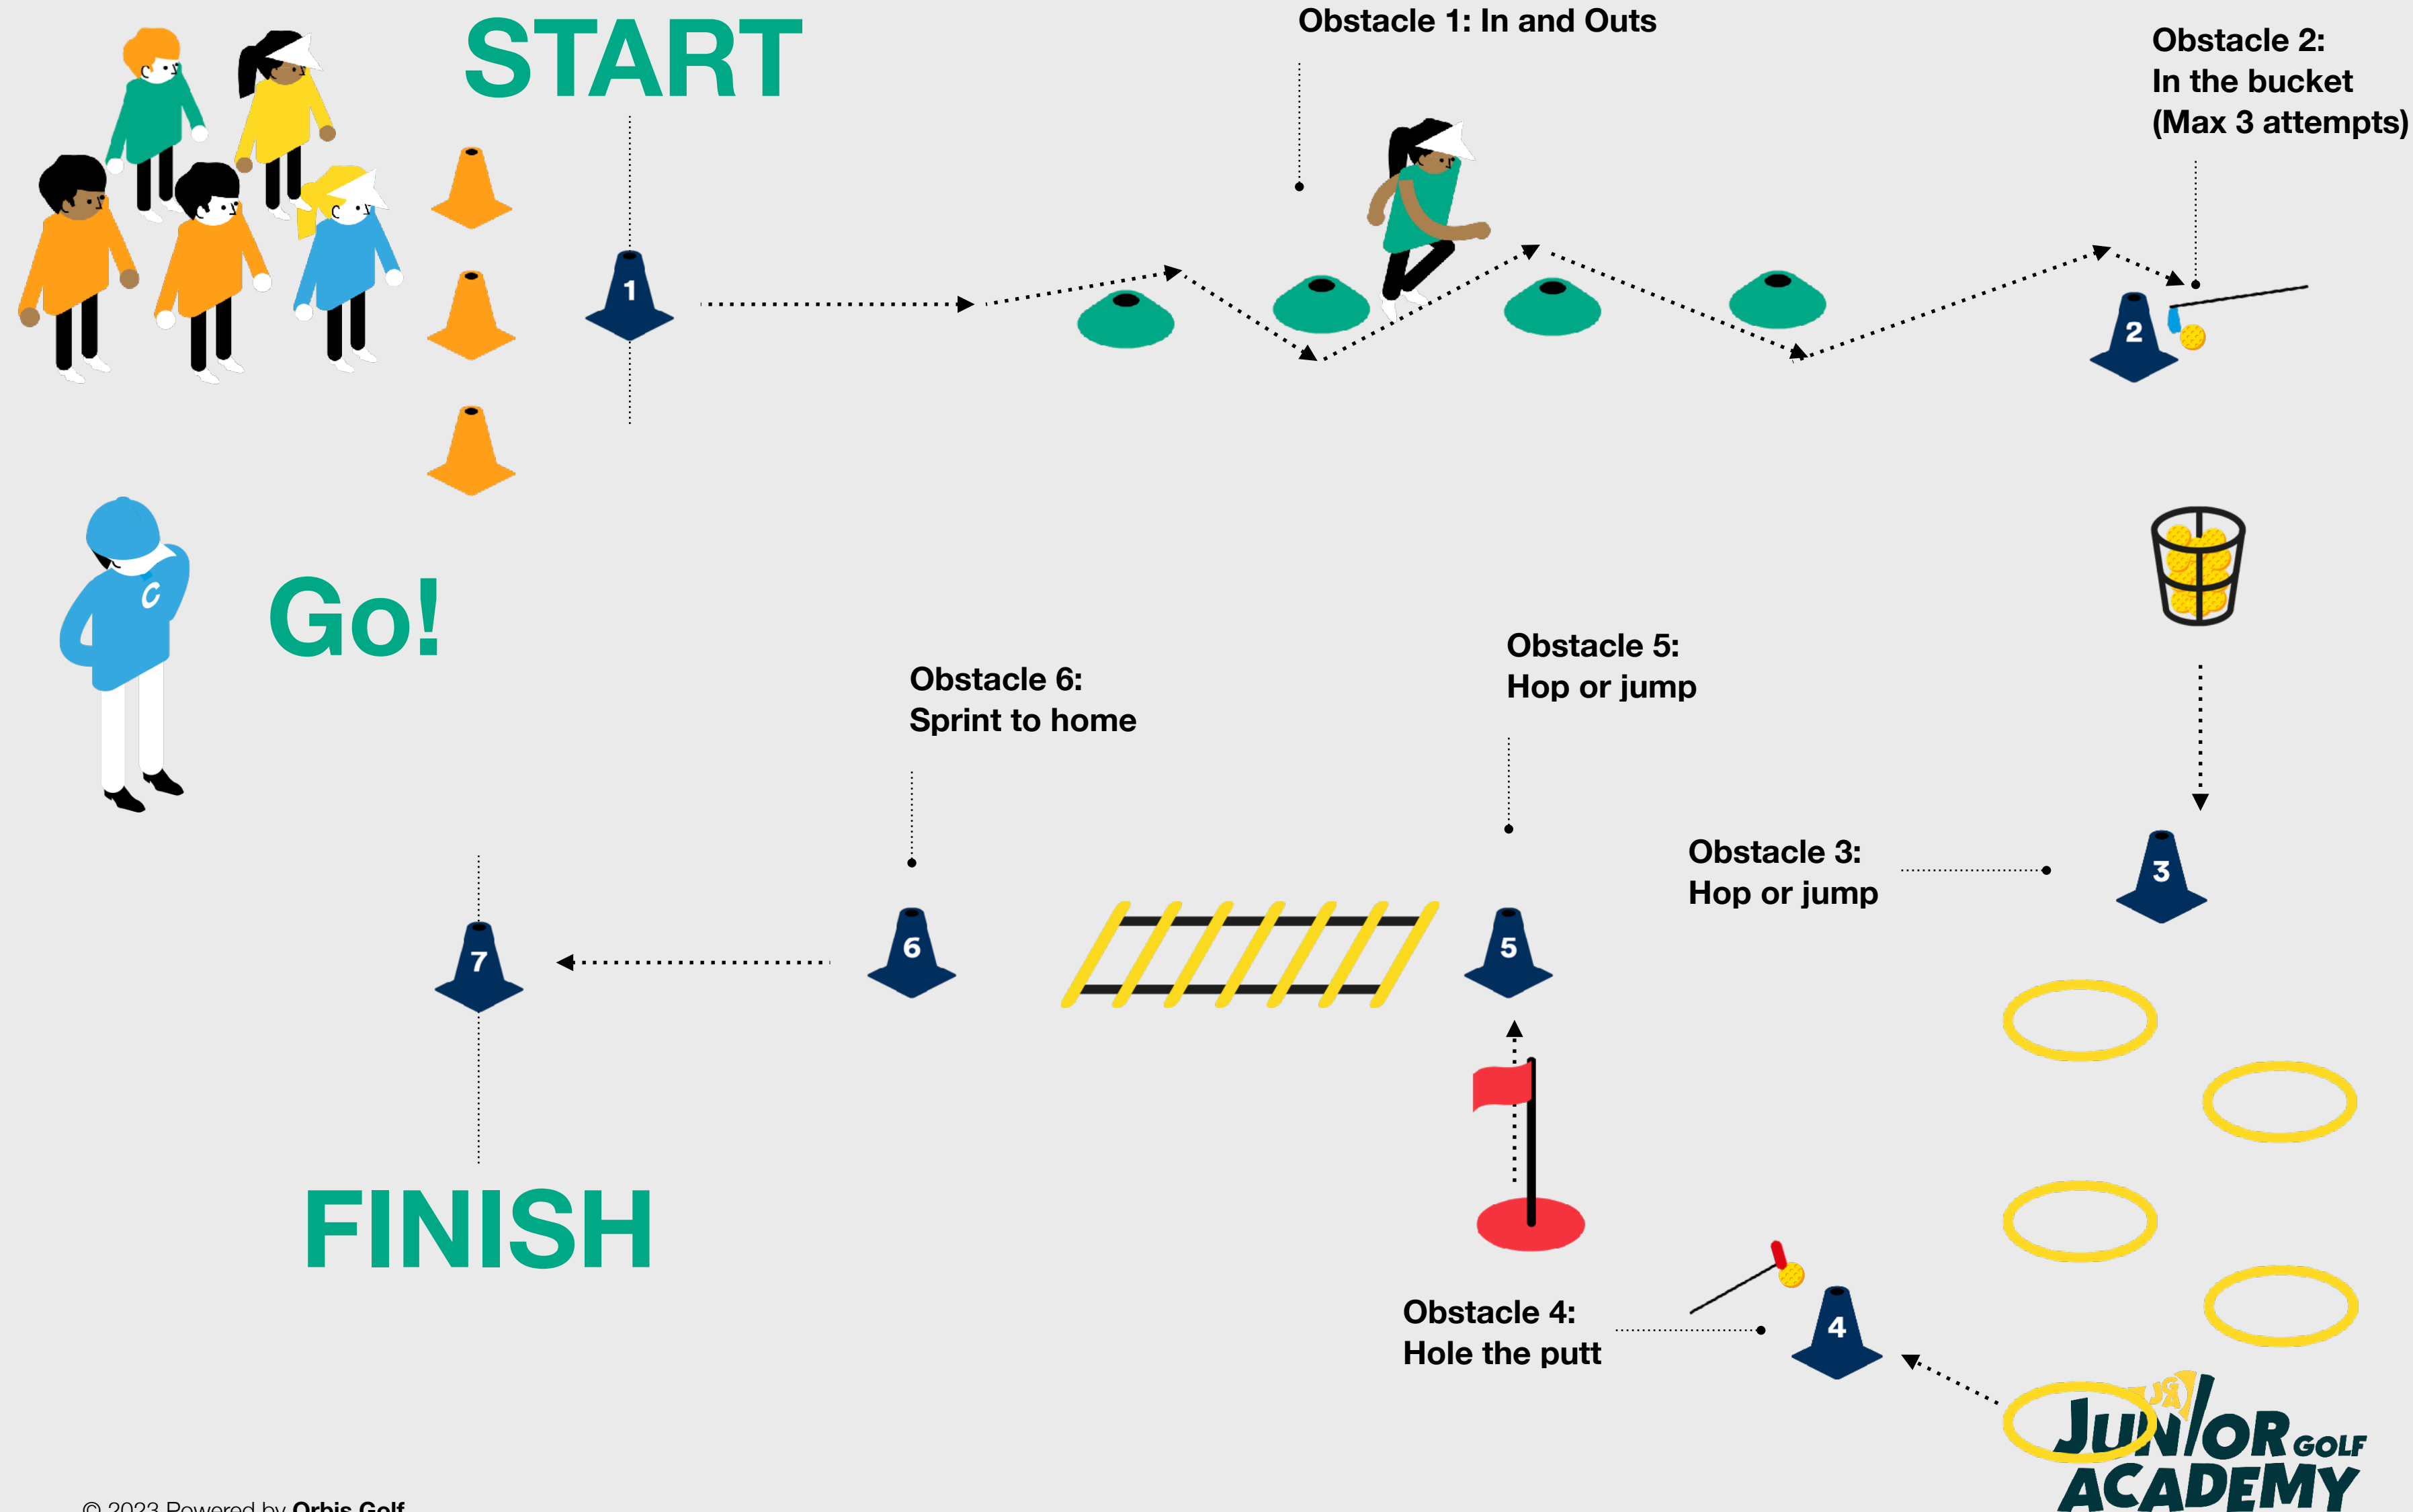 START
Obstacle 1: In and Outs
Obstacle 2:
In the bucket
(Max 3 attempts)
1
2
C
Go!
Obstacle 5:
Hop or jump
Obstacle 6:
Sprint to home
Obstacle 3:
Hop or jump
3
5
6
7
FINISH
Obstacle 4:
Hole the putt
4
JGA
JUNIOR GOLF
ACADEMY
© 2023 Powered by Orbis Golf